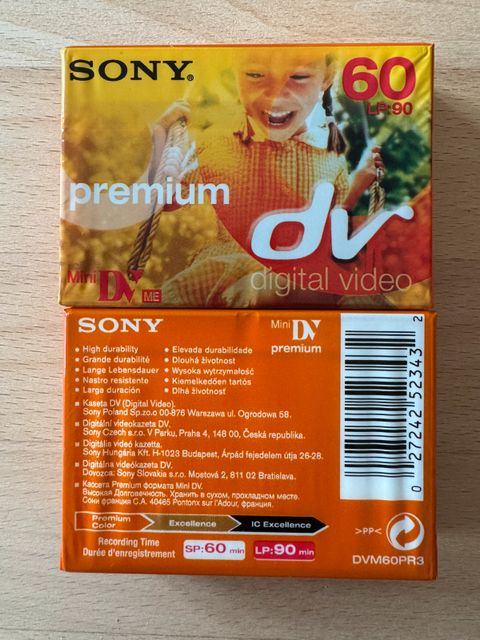 SONY®
60
LP:90
premium
dv
digital video
Mini DV ME
SONY
Mini DV
premium
• High durability
• Grande durabilité
• Lange Lebensdauer
• Nastro resistente
• Larga duración
• Elevada durabilidade
• Dlouhá životnost
• Wysoka wytrzymałość
• Kiemelkedően tartós
• Dlhá životnosť
■ Kaseta DV (Digital Video).
Sony Poland Sp.zo.o 00-876 Warszawa ul. Ogrodowa 58.
■ Digitální videokazeta DV.
Sony Czech s.r.o. V Parku, Praha 4, 148 00, Česká republika.
■ Digitális videó kazetta.
Sony Hungária Kft. H-1023 Budapest, Árpád fejedelem útja 26-28.
■ Digitálna videokazéta DV.
Dovozca: Sony Slovakia s.r.o. Mostová 2, 811 02 Bratislava.
■ Кассета Premium формата Mini DV.
Высокая Долговечность. Хранить в сухом, прохладном месте.
Сони франция С.А. 40465 Pontonx sur l'Adour, франция.
Premium Color
Excellence
IC Excellence
Recording Time
Durée d'enregistrement
SP:60 min
LP:90 min
0 27242 52343 2
>PP<
DVM60PR3